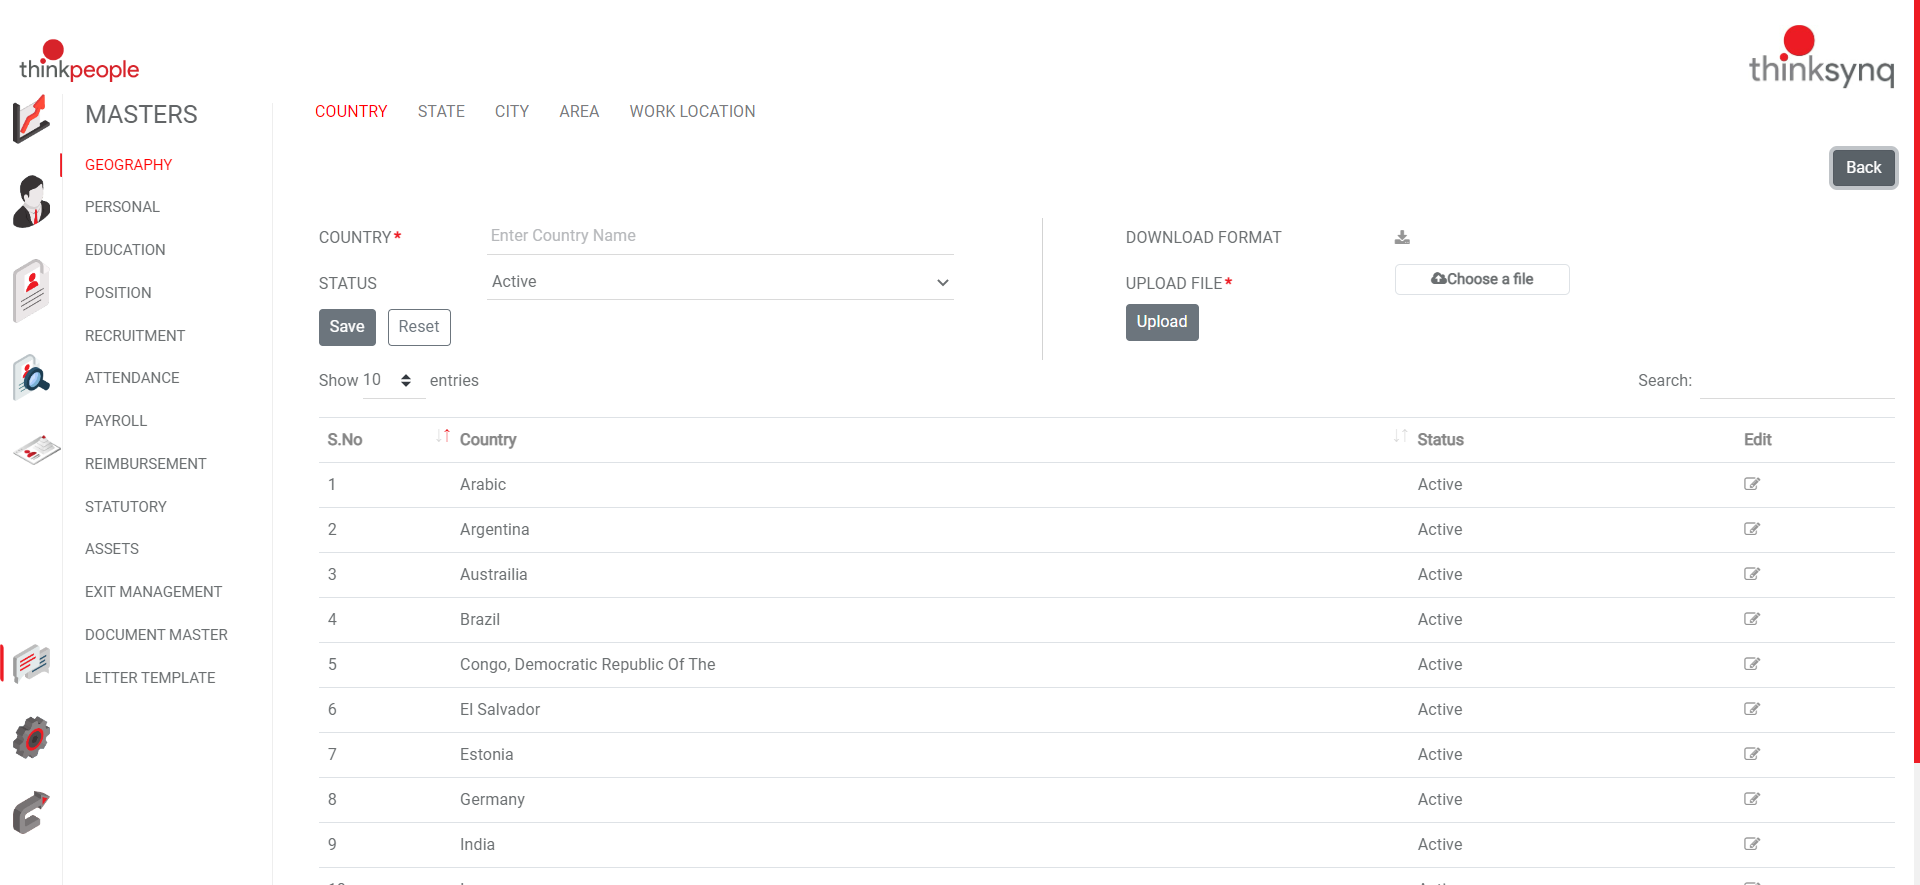 thinkpeople
thinksynq
MASTERS
COUNTRY STATE CITY AREA WORK LOCATION
GEOGRAPHY
PERSONAL
EDUCATION
POSITION
RECRUITMENT
ATTENDANCE
PAYROLL
REIMBURSEMENT
STATUTORY
ASSETS
EXIT MANAGEMENT
DOCUMENT MASTER
LETTER TEMPLATE
Back
COUNTRY* Enter Country Name
STATUS Active
Save Reset
DOWNLOAD FORMAT
UPLOAD FILE* Choose a file
Upload
Show 10 entries
Search:
S.No Country Status Edit
1 Arabic Active
2 Argentina Active
3 Austrailia Active
4 Brazil Active
5 Congo, Democratic Republic Of The Active
6 El Salvador Active
7 Estonia Active
8 Germany Active
9 India Active